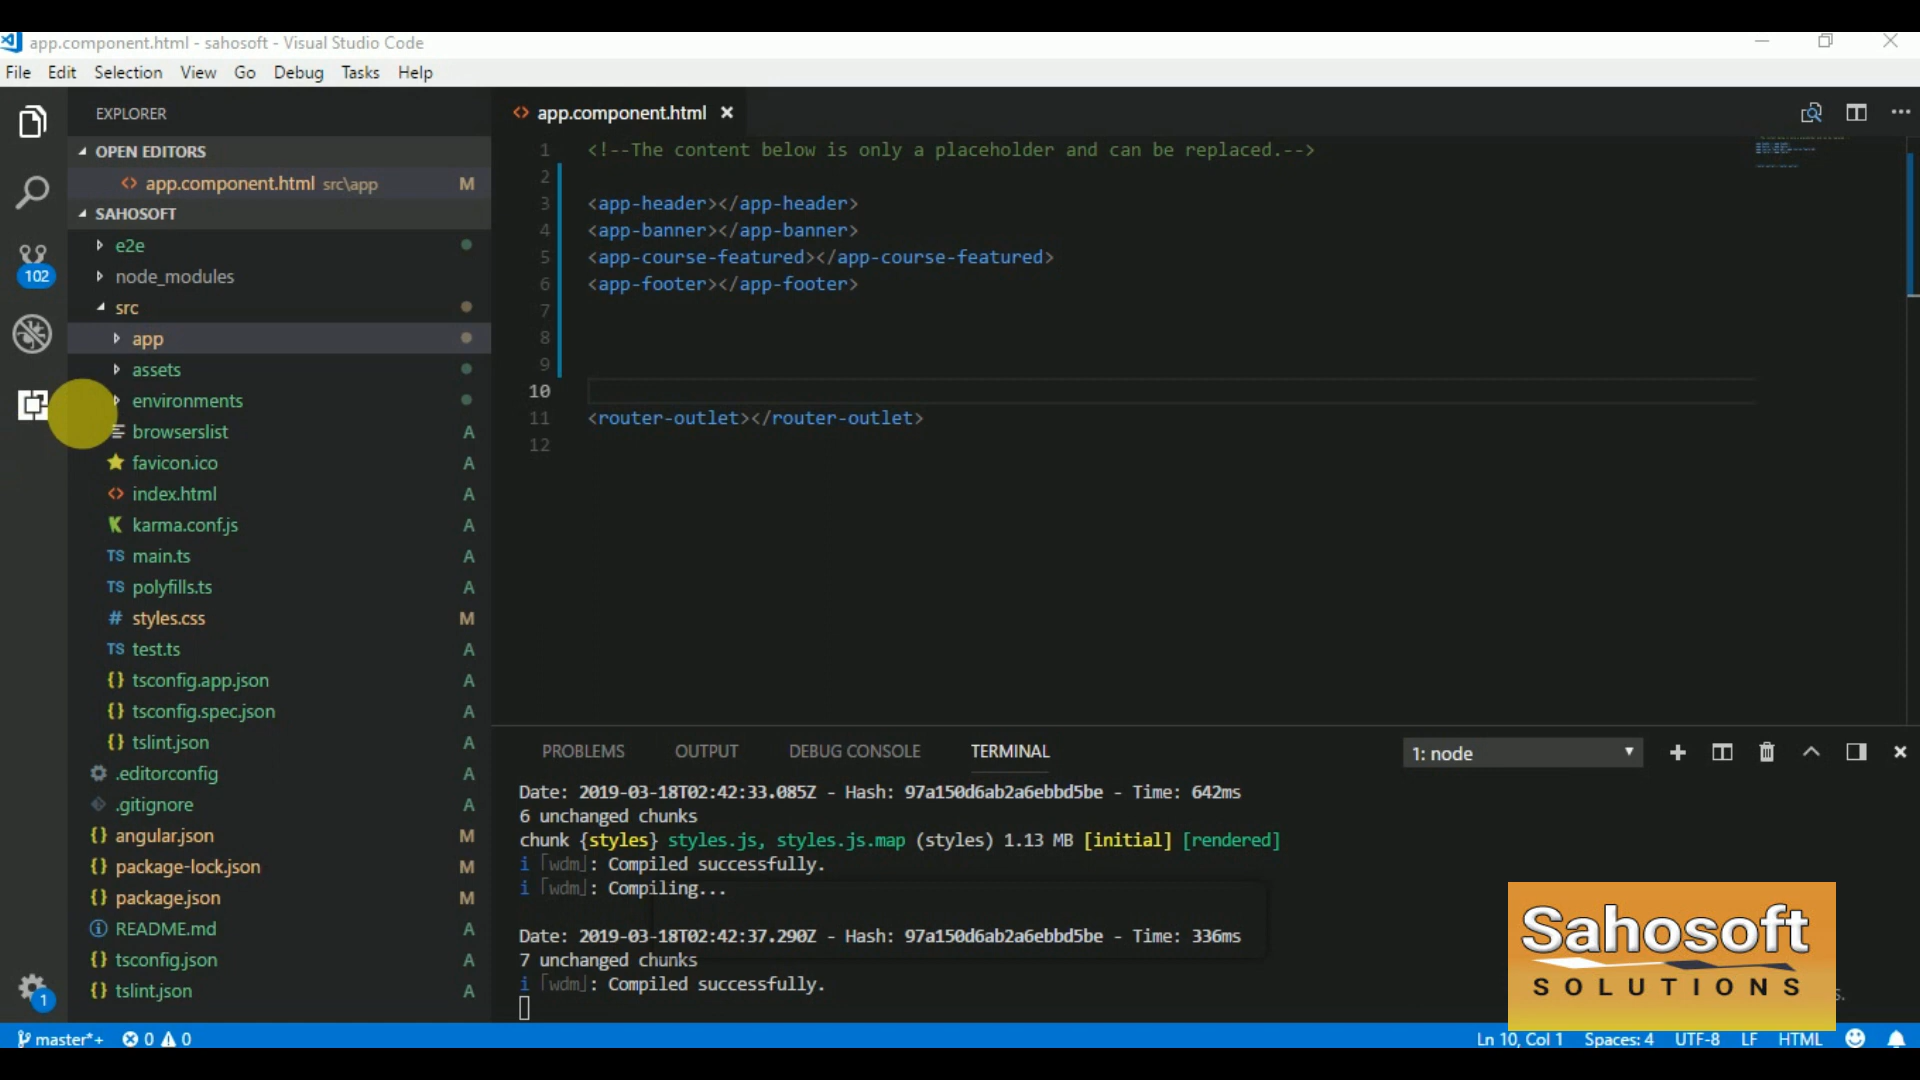 app.component.html - sahosoft - Visual Studio Code
File Edit Selection View Go Debug Tasks Help
EXPLORER
OPEN EDITORS
app.component.html src\app M
SAHOSOFT
e2e
node_modules
src
app
assets
environments
browserslist A
favicon.ico A
index.html A
karma.conf.js A
TS main.ts A
TS polyfills.ts A
# styles.css M
TS test.ts A
{} tsconfig.app.json A
{} tsconfig.spec.json A
{} tslint.json A
.editorconfig A
.gitignore A
{} angular.json M
{} package-lock.json M
{} package.json M
README.md A
{} tsconfig.json A
{} tslint.json A
102
1
app.component.html
1 <!--The content below is only a placeholder and can be replaced.-->
2
3 <app-header></app-header>
4 <app-banner></app-banner>
5 <app-course-featured></app-course-featured>
6 <app-footer></app-footer>
7
8
9
10
11 <router-outlet></router-outlet>
12
PROBLEMS OUTPUT DEBUG CONSOLE TERMINAL
1: node
Date: 2019-03-18T02:42:33.085Z - Hash: 97a150d6ab2a6ebbd5be - Time: 642ms
6 unchanged chunks
chunk {styles} styles.js, styles.js.map (styles) 1.13 MB [initial] [rendered]
i ｢wdm｣: Compiled successfully.
i ｢wdm｣: Compiling...
Date: 2019-03-18T02:42:37.290Z - Hash: 97a150d6ab2a6ebbd5be - Time: 336ms
7 unchanged chunks
i ｢wdm｣: Compiled successfully.
Sahosoft
SOLUTIONS
master*+ 0 0
Ln 10, Col 1 Spaces: 4 UTF-8 LF HTML